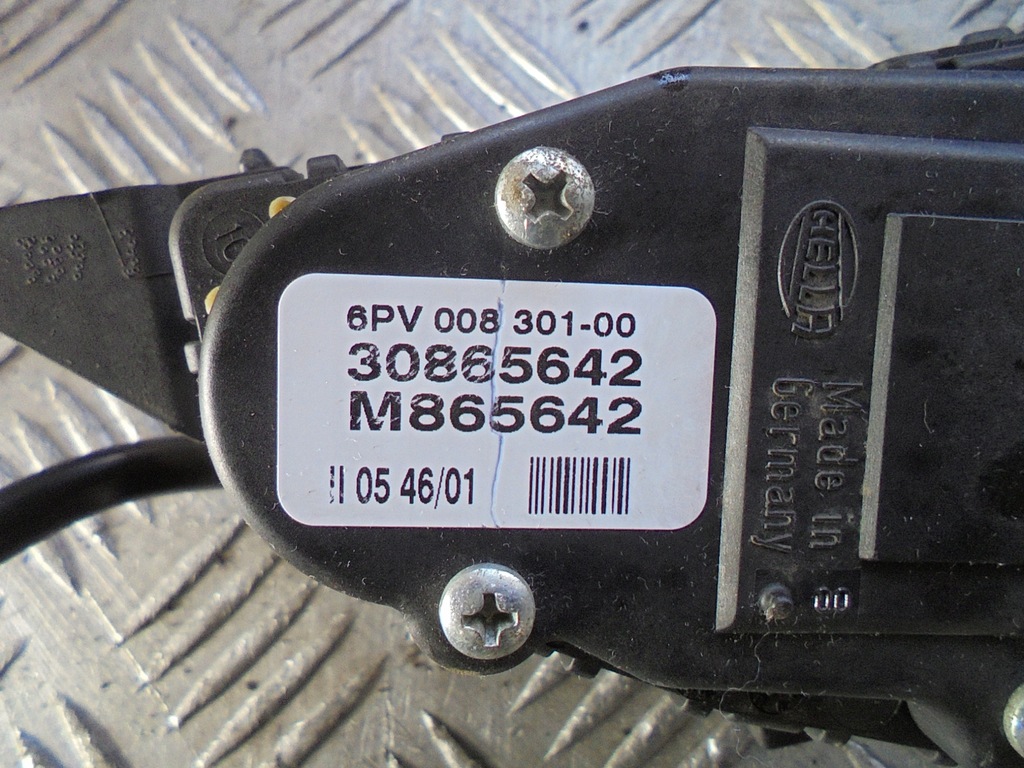 6PV 008 301-00
30865642
M865642
05 46/01
HELLA
Made in
Germany